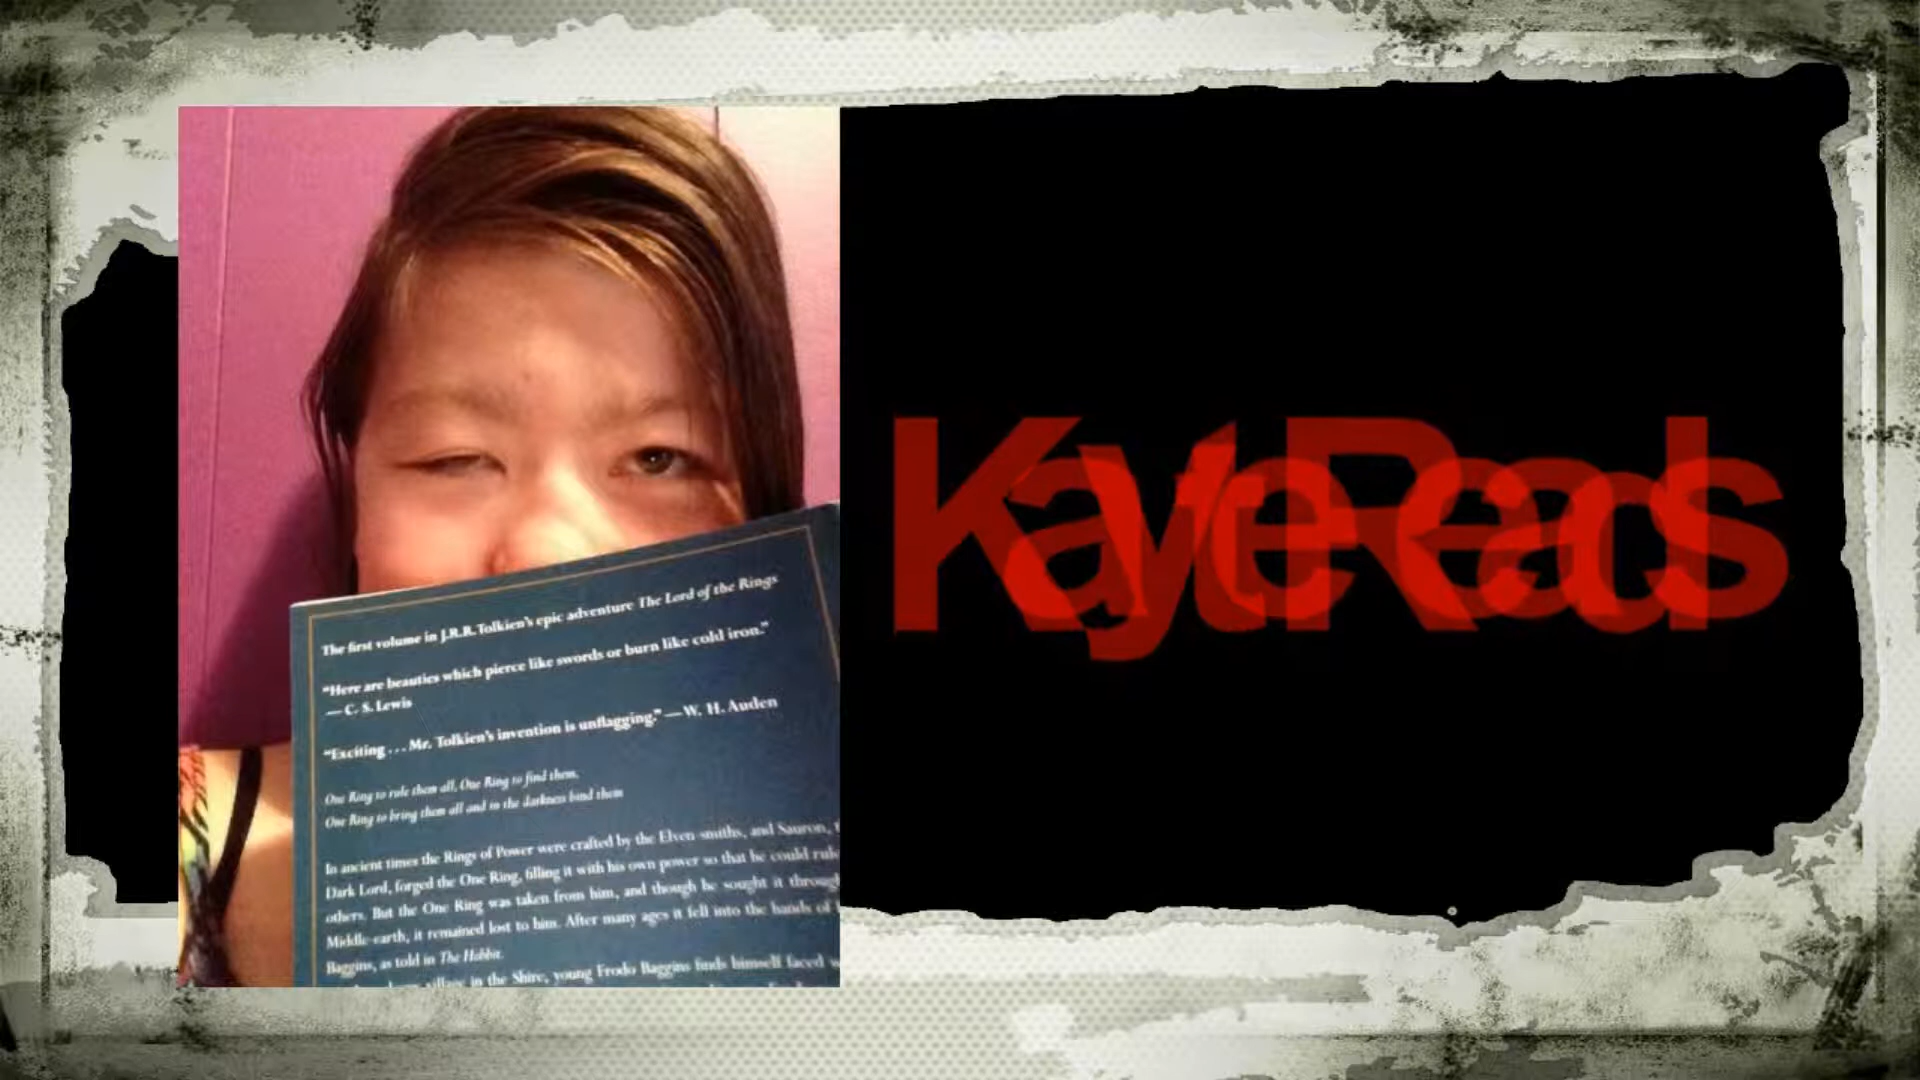 The first volume in J.R.R. Tolkien's epic adventure The Lord of the Rings
"Here are beauties which pierce like swords or burn like cold iron."
— C. S. Lewis
"Exciting . . . Mr. Tolkien's invention is unflagging." — W. H. Auden
One Ring to rule them all, One Ring to find them,
One Ring to bring them all and in the darkness bind them
In ancient times the Rings of Power were crafted by the Elven-smiths, and Sauron,
Dark Lord, forged the One Ring, filling it with his own power so that he could rule
others. But the One Ring was taken from him, and though he sought it through
Middle-earth, it remained lost to him. After many ages it fell into the hands of
Baggins, as told in The Hobbit.
village in the Shire, young Frodo Baggins finds himself faced
KayteReads